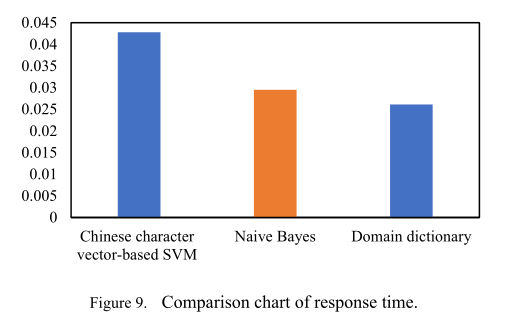 0.045
0.04
0.035
0.03
0.025
0.02
0.015
0.01
0.005
0
Chinese character
vector-based SVM
Naive Bayes
Domain dictionary
Figure 9. Comparison chart of response time.